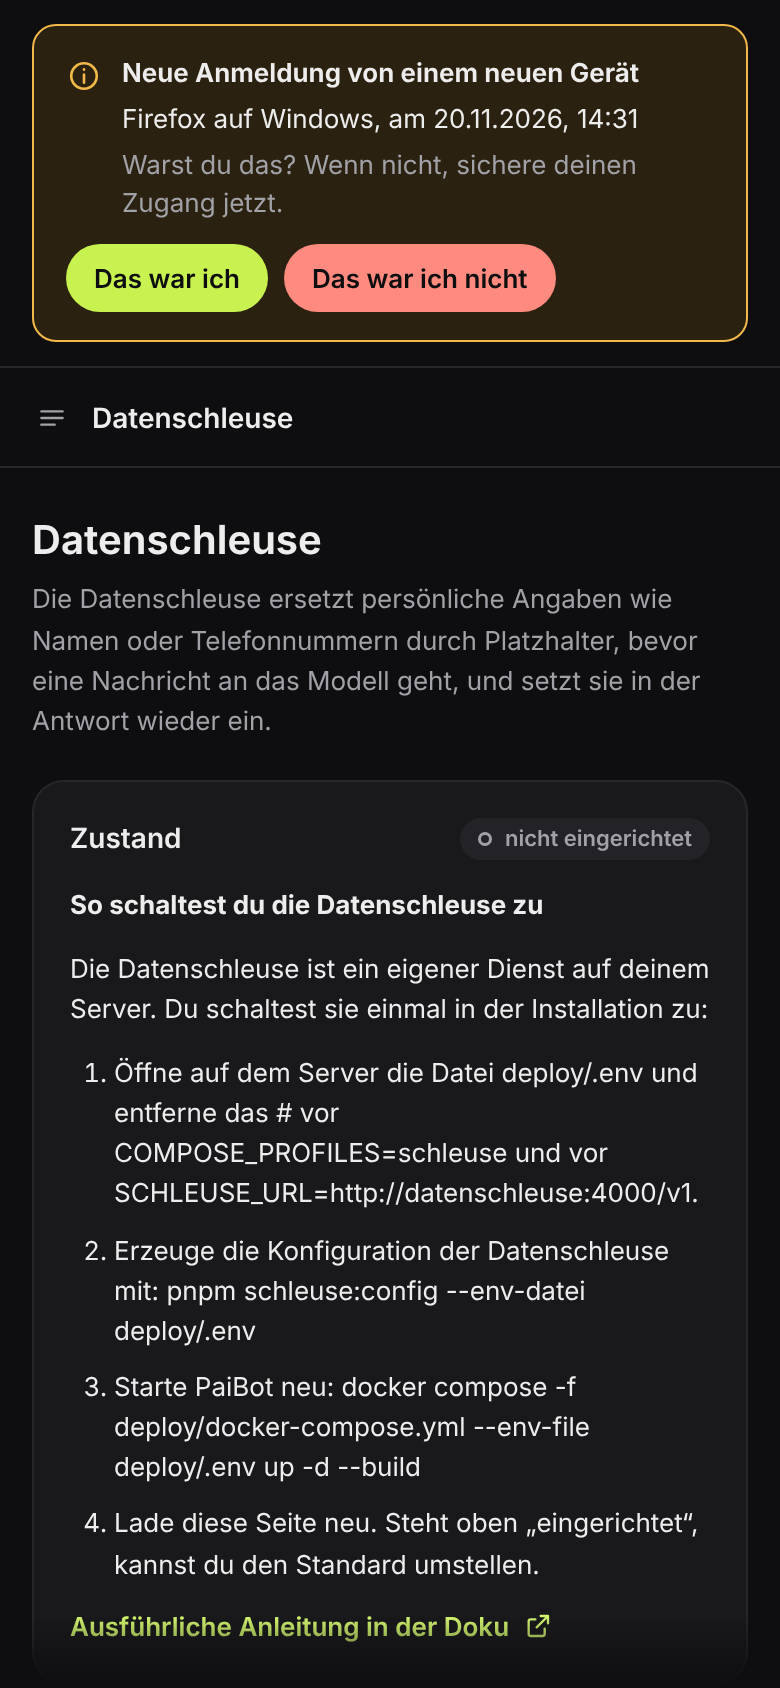 Neue Anmeldung von einem neuen Gerät
Firefox auf Windows, am 20.11.2026, 14:31
Warst du das? Wenn nicht, sichere deinen
Zugang jetzt.
Das war ich
Das war ich nicht
Datenschleuse
Datenschleuse
Die Datenschleuse ersetzt persönliche Angaben wie
Namen oder Telefonnummern durch Platzhalter, bevor
eine Nachricht an das Modell geht, und setzt sie in der
Antwort wieder ein.
Zustand
nicht eingerichtet
So schaltest du die Datenschleuse zu
Die Datenschleuse ist ein eigener Dienst auf deinem
Server. Du schaltest sie einmal in der Installation zu:
1. Öffne auf dem Server die Datei deploy/.env und
entferne das # vor
COMPOSE_PROFILES=schleuse und vor
SCHLEUSE_URL=http://datenschleuse:4000/v1.
2. Erzeuge die Konfiguration der Datenschleuse
mit: pnpm schleuse:config --env-datei
deploy/.env
3. Starte PaiBot neu: docker compose -f
deploy/docker-compose.yml --env-file
deploy/.env up -d --build
4. Lade diese Seite neu. Steht oben „eingerichtet“,
kannst du den Standard umstellen.
Ausführliche Anleitung in der Doku